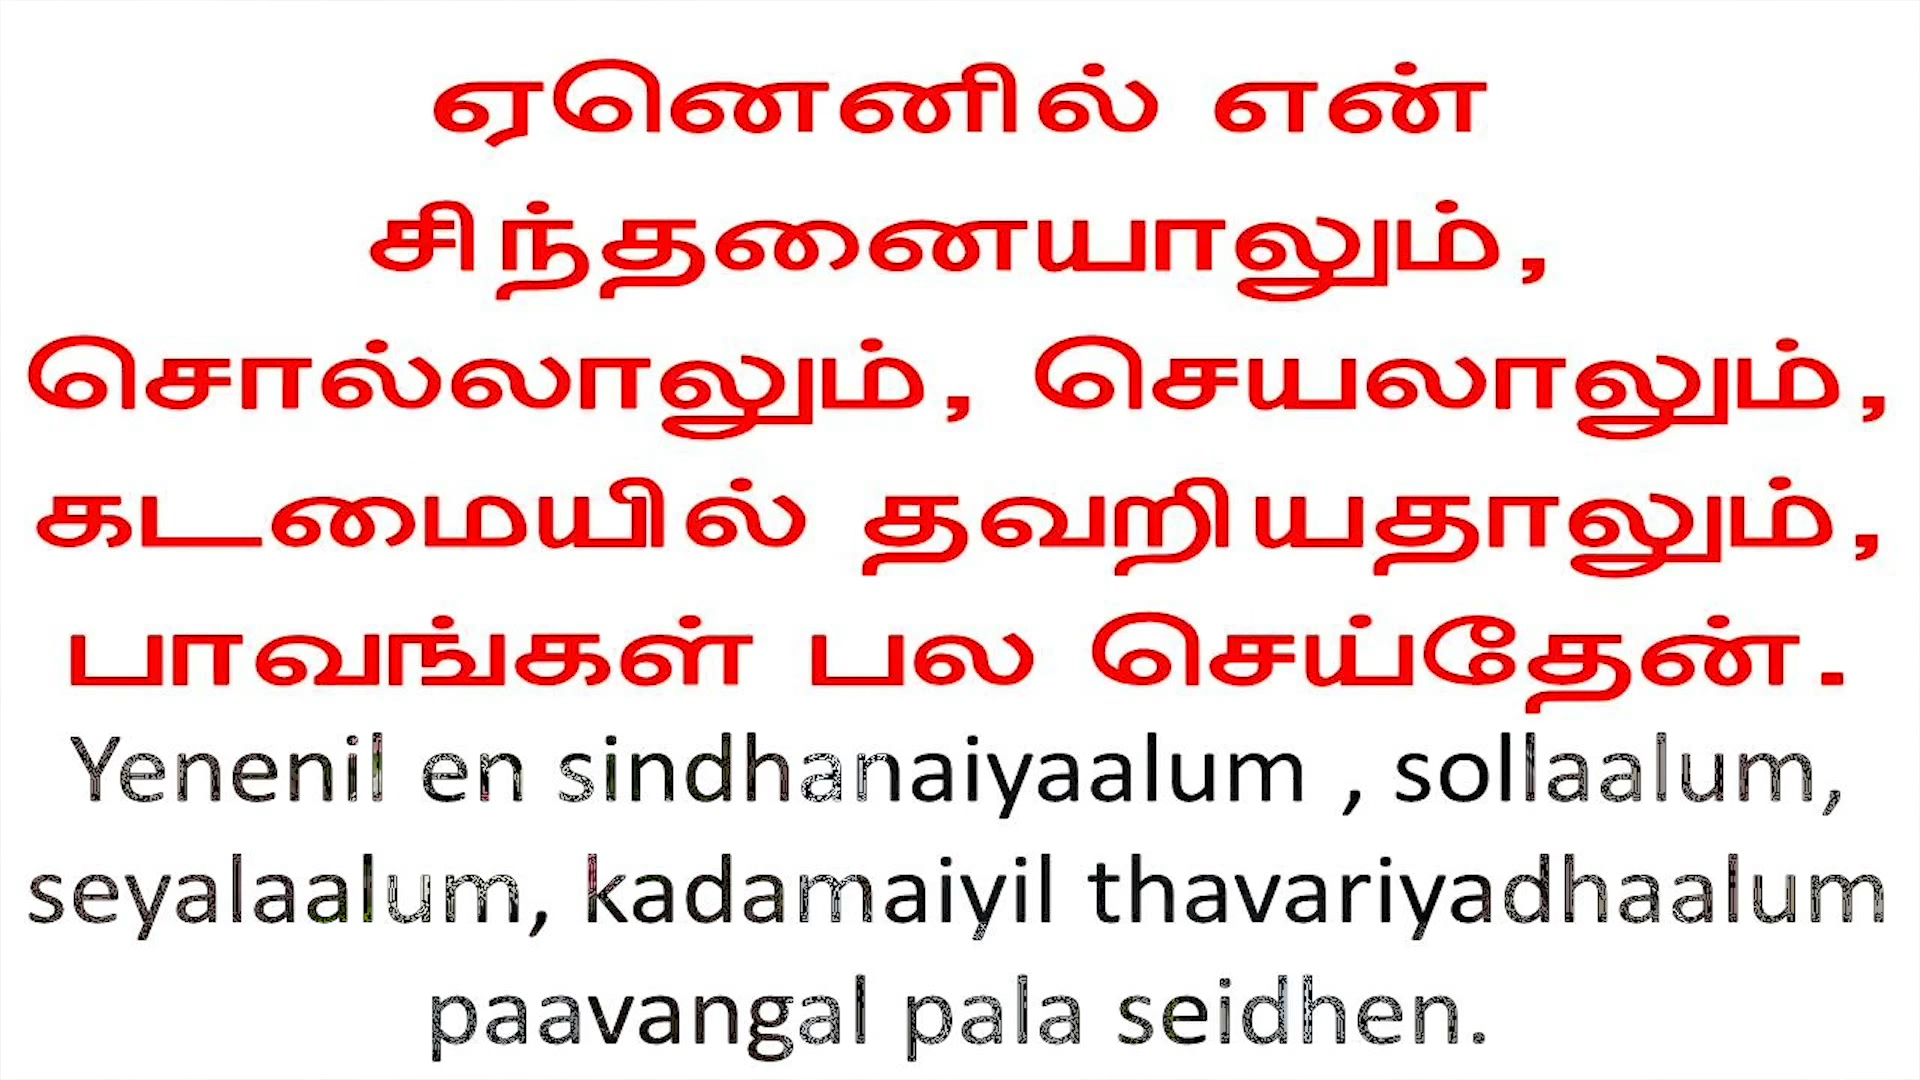 ஏனெனில் என்
சிந்தனையாலும்,
சொல்லாலும், செயலாலும்,
கடமையில் தவறியதாலும்,
பாவங்கள் பல செய்தேன்.
Yenenil en sindhanaiyaalum , sollaalum,
seyalaalum, kadamaiyil thavariyadhaalum
paavangal pala seidhen.